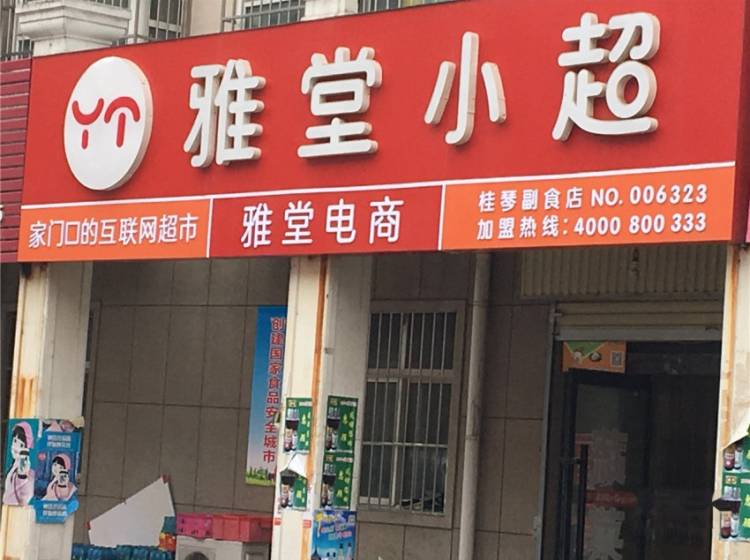 雅堂小超
家门口的互联网超市
雅堂电商
桂琴副食店 NO. 006323
加盟热线:4000 800 333
创建国家食品安全城市